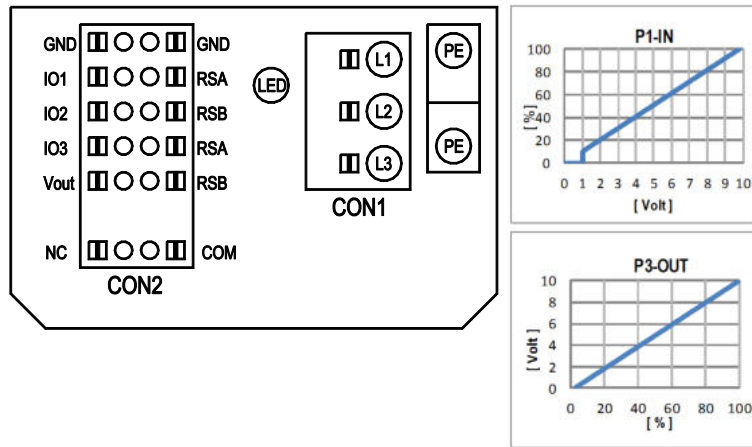 GND GND
IO1 RSA
IO2 RSB
IO3 RSA
Vout RSB
NC COM
CON2
LED
L1
L2
L3
CON1
PE
PE
P1-IN
[%]
100
80
60
40
20
0
0 1 2 3 4 5 6 7 8 9 10
[ Volt ]
P3-OUT
[ Volt ]
10
8
6
4
2
0
0 20 40 60 80 100
[ % ]